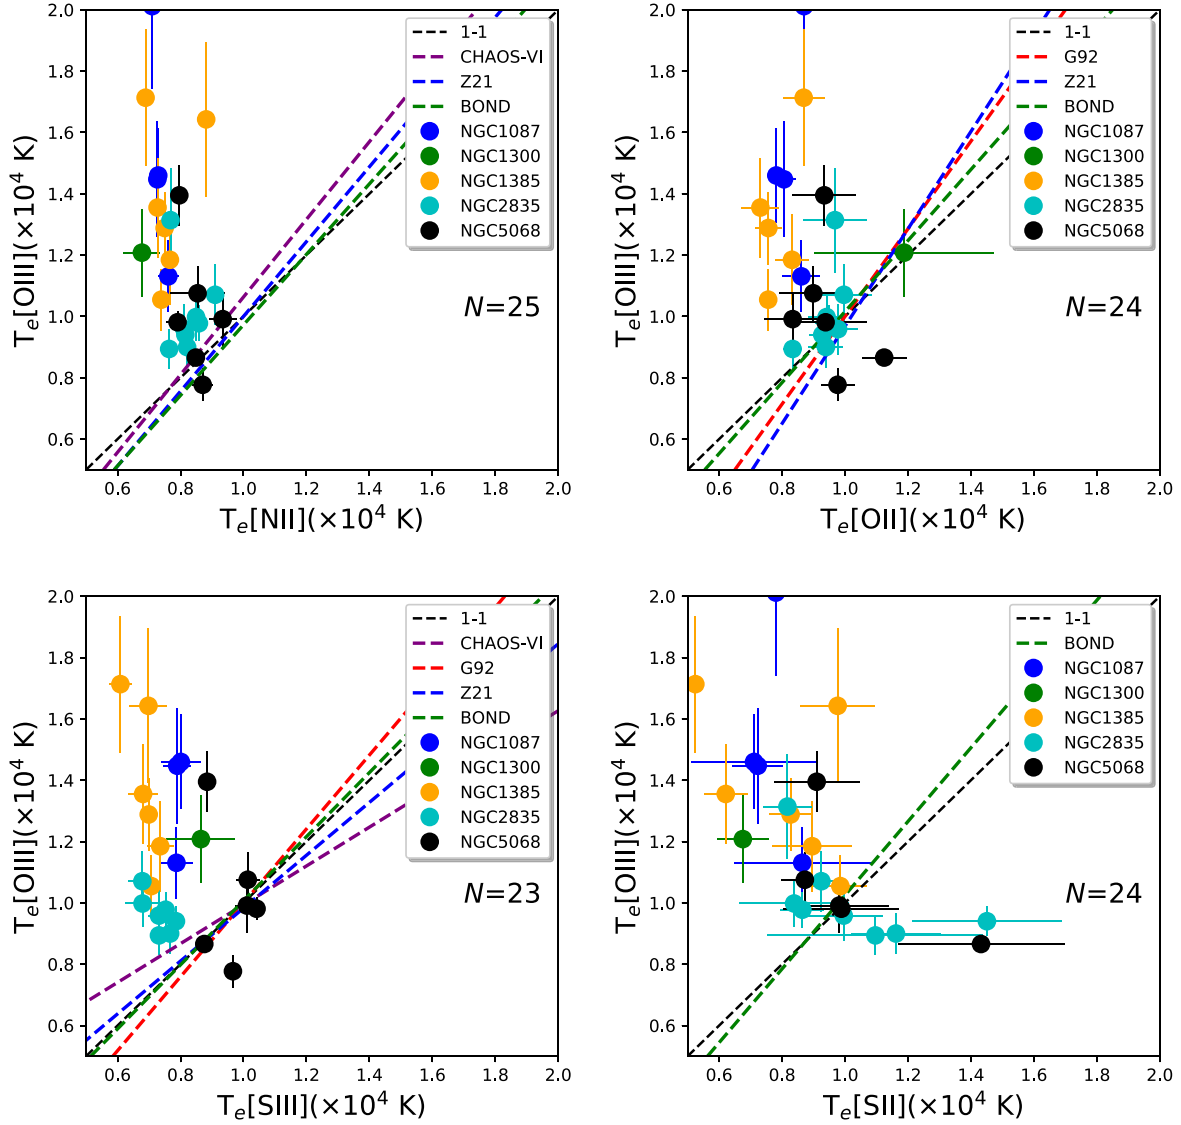 2.0
1.8
1.6
1.4
1.2
1.0
0.8
0.6
T_e[OIII](×10^4 K)
1-1
CHAOS-VI
Z21
BOND
NGC1087
NGC1300
NGC1385
NGC2835
NGC5068
N=25
0.6 0.8 1.0 1.2 1.4 1.6 1.8 2.0
T_e[NII](×10^4 K)
2.0
1.8
1.6
1.4
1.2
1.0
0.8
0.6
T_e[OIII](×10^4 K)
1-1
G92
Z21
BOND
NGC1087
NGC1300
NGC1385
NGC2835
NGC5068
N=24
0.6 0.8 1.0 1.2 1.4 1.6 1.8 2.0
T_e[OII](×10^4 K)
2.0
1.8
1.6
1.4
1.2
1.0
0.8
0.6
T_e[OIII](×10^4 K)
1-1
CHAOS-VI
G92
Z21
BOND
NGC1087
NGC1300
NGC1385
NGC2835
NGC5068
N=23
0.6 0.8 1.0 1.2 1.4 1.6 1.8 2.0
T_e[SIII](×10^4 K)
2.0
1.8
1.6
1.4
1.2
1.0
0.8
0.6
T_e[OIII](×10^4 K)
1-1
BOND
NGC1087
NGC1300
NGC1385
NGC2835
NGC5068
N=24
0.6 0.8 1.0 1.2 1.4 1.6 1.8 2.0
T_e[SII](×10^4 K)